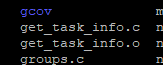 gcov m
get_task_info.c n
get_task_info.o n
groups.c n